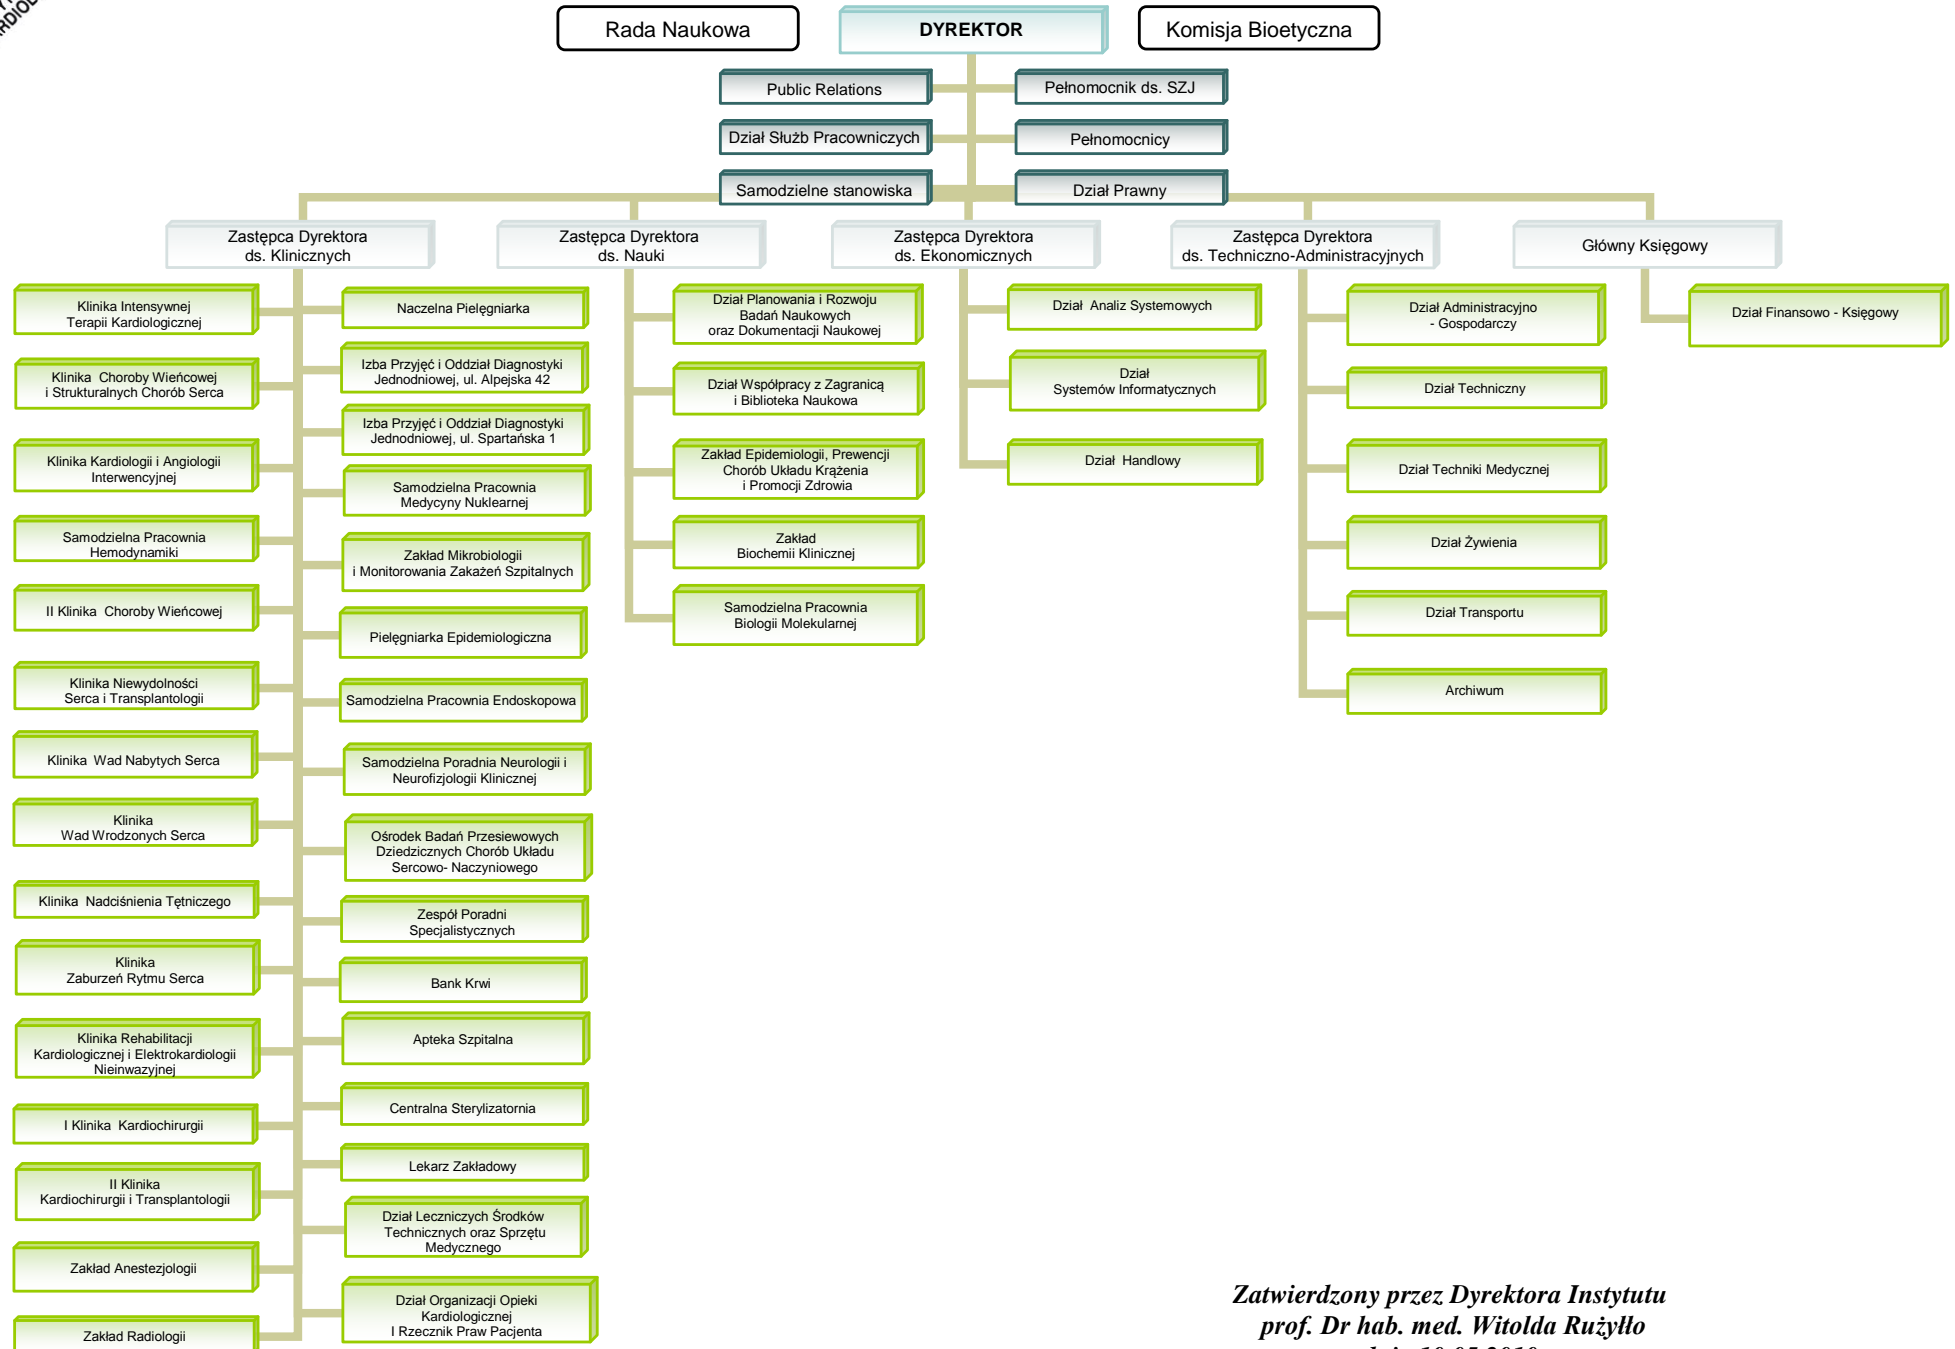 Rada Naukowa
DYREKTOR
Komisja Bioetyczna
Public Relations
Pełnomocnik ds. SZJ
Dział Służb Pracowniczych
Pełnomocnicy
Samodzielne stanowiska
Dział Prawny
Zastępca Dyrektora
ds. Klinicznych
Zastępca Dyrektora
ds. Nauki
Zastępca Dyrektora
ds. Ekonomicznych
Zastępca Dyrektora
ds. Techniczno-Administracyjnych
Główny Księgowy
Klinika Intensywnej
Terapii Kardiologicznej
Klinika Choroby Wieńcowej
i Strukturalnych Chorób Serca
Klinika Kardiologii i Angiologii
Interwencyjnej
Samodzielna Pracownia
Hemodynamiki
II Klinika Choroby Wieńcowej
Klinika Niewydolności
Serca i Transplantologii
Klinika Wad Nabytych Serca
Klinika
Wad Wrodzonych Serca
Klinika Nadciśnienia Tętniczego
Klinika
Zaburzeń Rytmu Serca
Klinika Rehabilitacji
Kardiologicznej i Elektrokardiologii
Nieinwazyjnej
I Klinika Kardiochirurgii
II Klinika
Kardiochirurgii i Transplantologii
Zakład Anestezjologii
Zakład Radiologii
Naczelna Pielęgniarka
Izba Przyjęć i Oddział Diagnostyki
Jednodniowej, ul. Alpejska 42
Izba Przyjęć i Oddział Diagnostyki
Jednodniowej, ul. Spartańska 1
Samodzielna Pracownia
Medycyny Nuklearnej
Zakład Mikrobiologii
i Monitorowania Zakażeń Szpitalnych
Pielęgniarka Epidemiologiczna
Samodzielna Pracownia Endoskopowa
Samodzielna Poradnia Neurologii i
Neurofizjologii Klinicznej
Ośrodek Badań Przesiewowych
Dziedzicznych Chorób Układu
Sercowo- Naczyniowego
Zespół Poradni
Specjalistycznych
Bank Krwi
Apteka Szpitalna
Centralna Sterylizatornia
Lekarz Zakładowy
Dział Leczniczych Środków
Technicznych oraz Sprzętu
Medycznego
Dział Organizacji Opieki
Kardiologicznej
I Rzecznik Praw Pacjenta
Dział Planowania i Rozwoju
Badań Naukowych
oraz Dokumentacji Naukowej
Dział Współpracy z Zagranicą
i Biblioteka Naukowa
Zakład Epidemiologii, Prewencji
Chorób Układu Krążenia
i Promocji Zdrowia
Zakład
Biochemii Klinicznej
Samodzielna Pracownia
Biologii Molekularnej
Dział Analiz Systemowych
Dział
Systemów Informatycznych
Dział Handlowy
Dział Administracyjno
- Gospodarczy
Dział Techniczny
Dział Techniki Medycznej
Dział Żywienia
Dział Transportu
Archiwum
Dział Finansowo - Księgowy
Zatwierdzony przez Dyrektora Instytutu
prof. Dr hab. med. Witolda Rużyłło